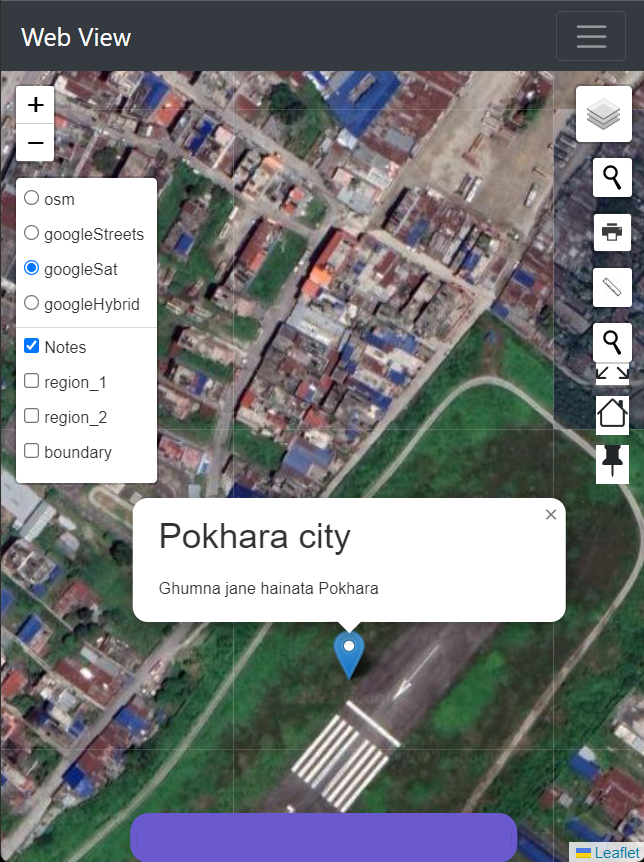 Web View
+
−
osm
googleStreets
googleSat
googleHybrid
Notes
region_1
region_2
boundary
×
Pokhara city
Ghumna jane hainata Pokhara
Leaflet